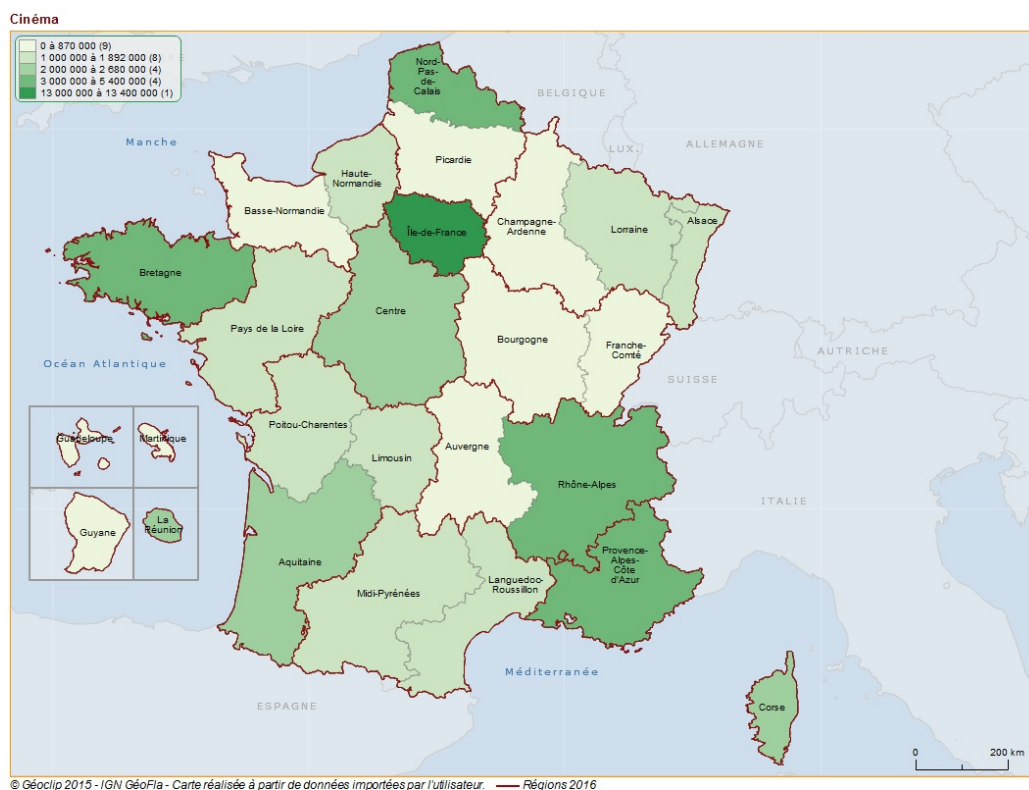 Cinéma
0 à 870 000 (9)
1 000 000 à 1 892 000 (8)
2 000 000 à 2 680 000 (4)
3 000 000 à 5 400 000 (4)
13 000 000 à 13 400 000 (1)
Nord-
Pas-
de-
Calais
BELGIQUE
Manche
LUX.
ALLEMAGNE
Picardie
Haute-
Normandie
Basse-Normandie
Île-de-France
Champagne-
Ardenne
Lorraine
Alsace
Bretagne
Centre
Pays de la Loire
Bourgogne
Franche-
Comté
AUTRICHE
Océan Atlantique
SUISSE
Guadeloupe
Martinique
Poitou-Charentes
Limousin
Auvergne
Rhône-Alpes
ITALIE
Guyane
La
Réunion
Aquitaine
Provence-
Alpes-
Côte
d'Azur
Midi-Pyrénées
Languedoc-
Roussillon
Méditerranée
ESPAGNE
Corse
0 200 km
© Géoclip 2015 - IGN GéoFla - Carte réalisée à partir de données importées par l'utilisateur. Régions 2016